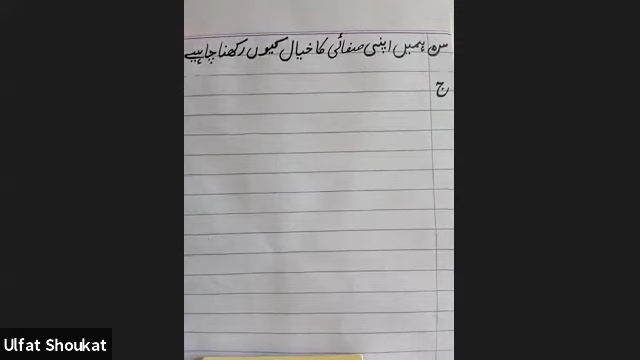 س ہمیں اپنی صفائی کا خیال کیوں رکھنا چاہیے
ج
Ulfat Shoukat